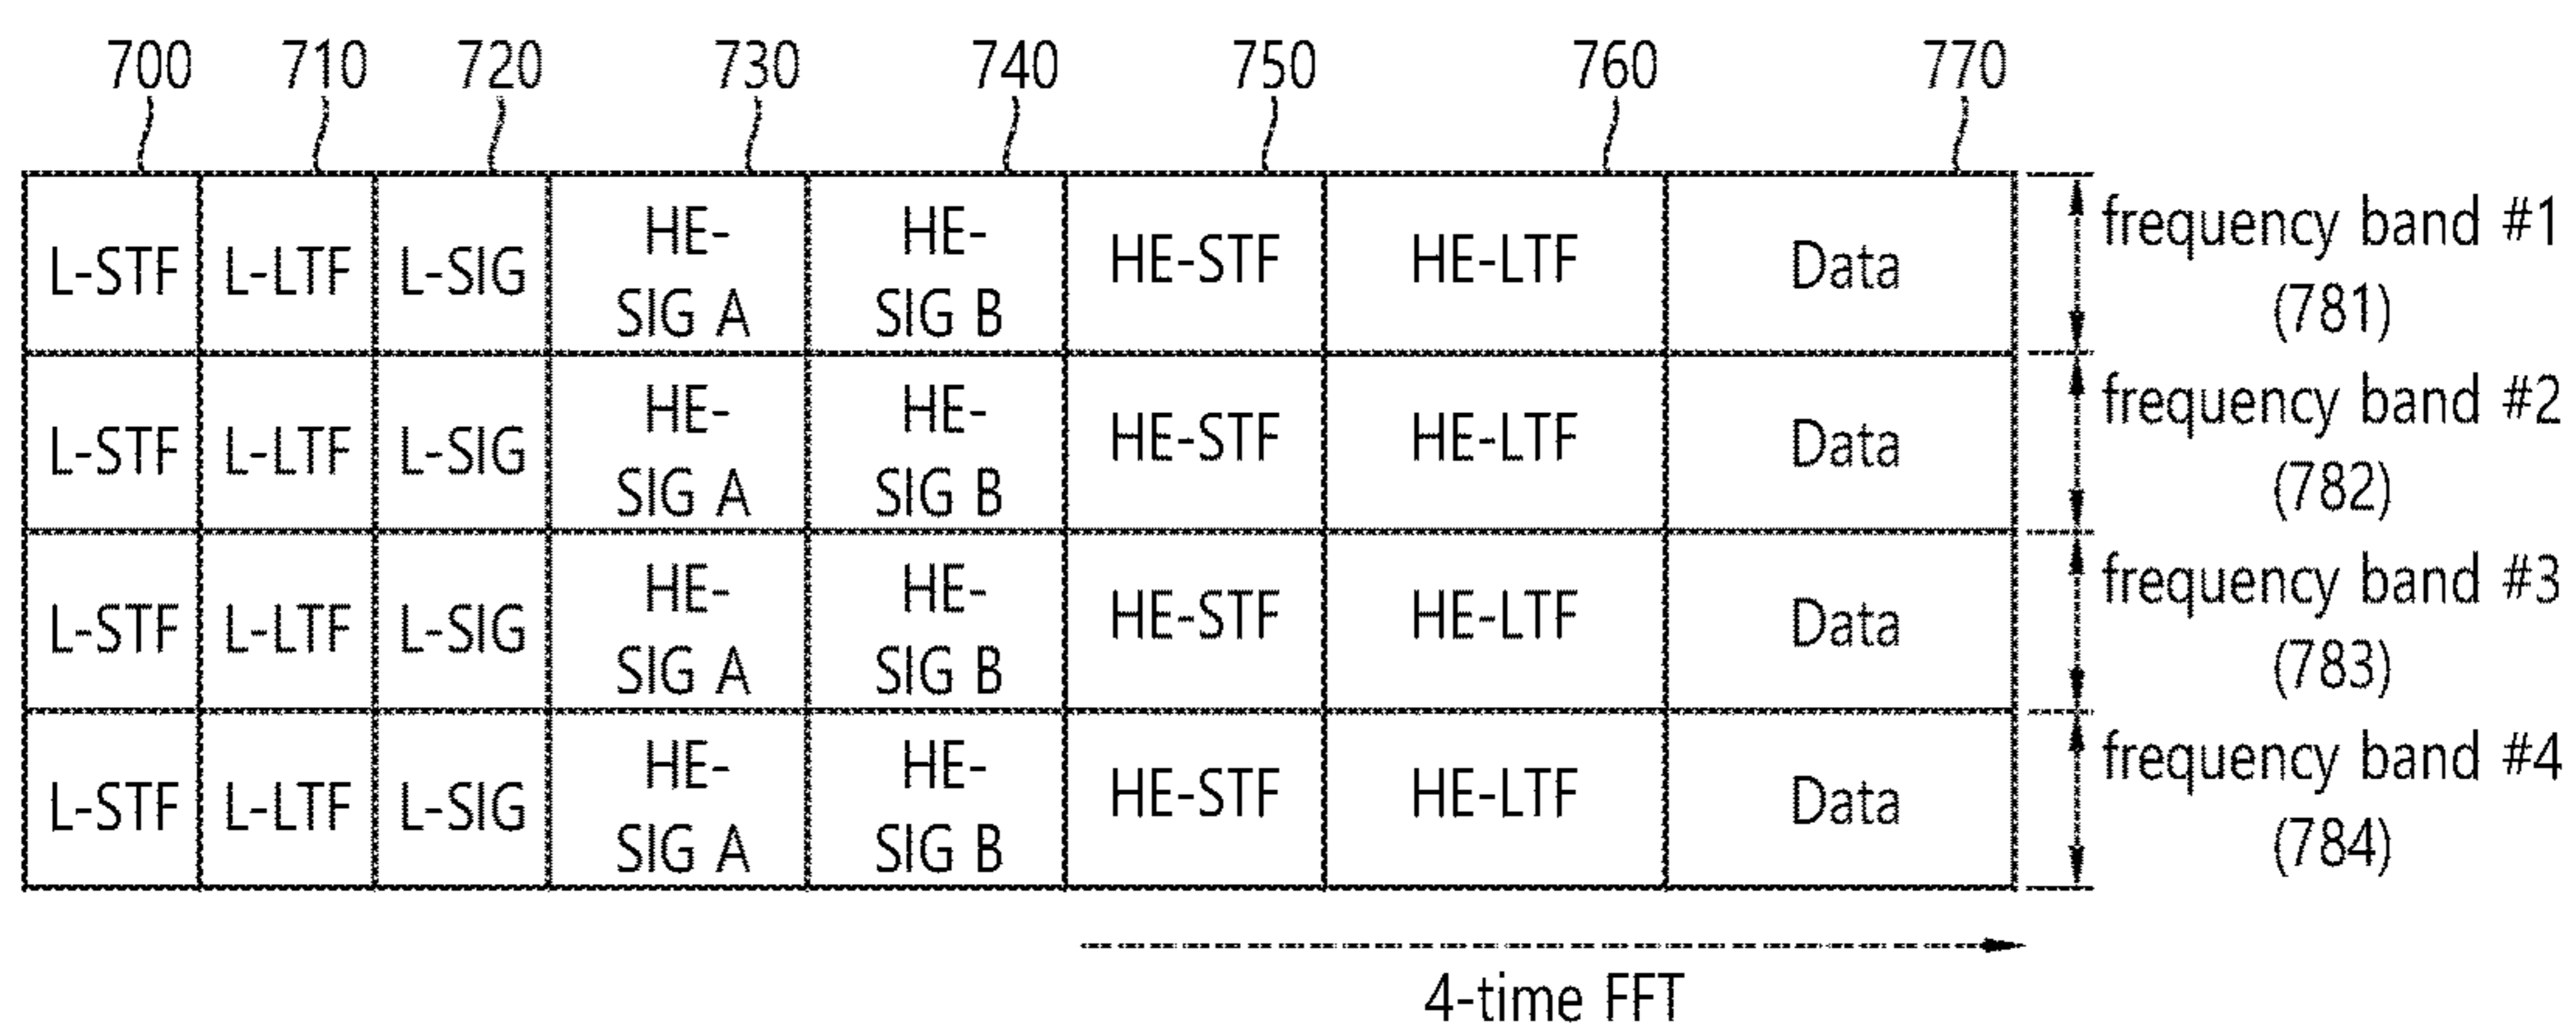 700 710 720 730 740 750 760 770
L-STF L-LTF L-SIG HE-SIG A HE-SIG B HE-STF HE-LTF Data frequency band #1 (781)
L-STF L-LTF L-SIG HE-SIG A HE-SIG B HE-STF HE-LTF Data frequency band #2 (782)
L-STF L-LTF L-SIG HE-SIG A HE-SIG B HE-STF HE-LTF Data frequency band #3 (783)
L-STF L-LTF L-SIG HE-SIG A HE-SIG B HE-STF HE-LTF Data frequency band #4 (784)
4-time FFT